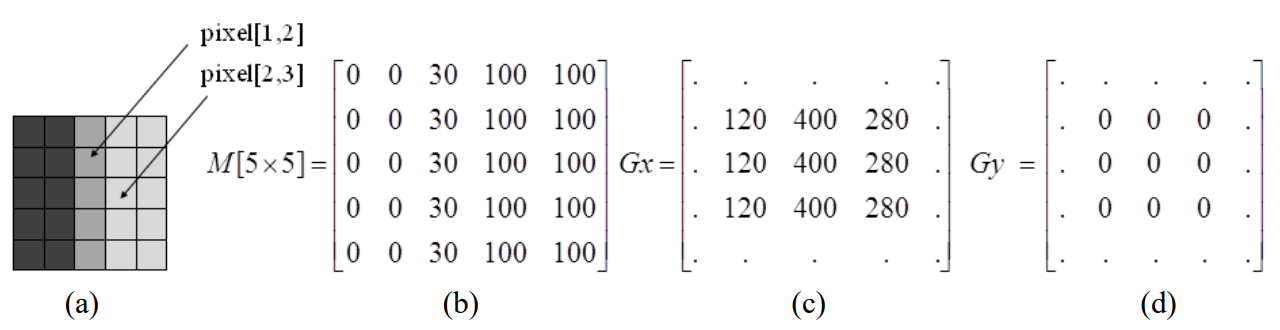 pixel[1,2]
pixel[2,3]
M[5×5]=
0 0 30 100 100
0 0 30 100 100
0 0 30 100 100
0 0 30 100 100
0 0 30 100 100
Gx=
. . . . .
. 120 400 280 .
. 120 400 280 .
. 120 400 280 .
. . . . .
Gy =
. . . . .
. 0 0 0 .
. 0 0 0 .
. 0 0 0 .
. . . . .
(a) (b) (c) (d)